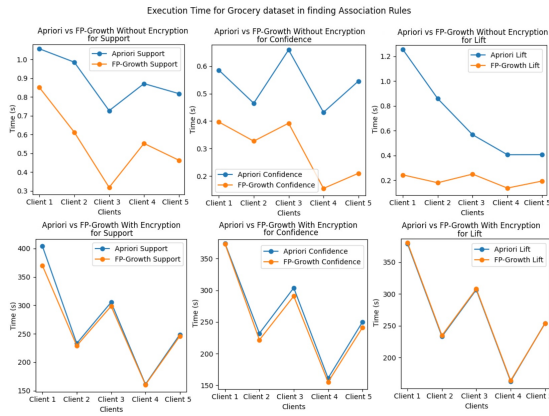 Execution Time for Grocery dataset in finding Association Rules
Apriori vs FP-Growth Without Encryption
for Support
Time (s)
1.0
0.9
0.8
0.7
0.6
0.5
0.4
0.3
Apriori Support
FP-Growth Support
Client 1 Client 2 Client 3 Client 4 Client 5
Clients
Apriori vs FP-Growth Without Encryption
for Confidence
Time (s)
0.6
0.5
0.4
0.3
0.2
Apriori Confidence
FP-Growth Confidence
Client 1 Client 2 Client 3 Client 4 Client 5
Clients
Apriori vs FP-Growth Without Encryption
for Lift
Time (s)
1.2
1.0
0.8
0.6
0.4
0.2
Apriori Lift
FP-Growth Lift
Client 1 Client 2 Client 3 Client 4 Client 5
Clients
Apriori vs FP-Growth With Encryption
for Support
Time (s)
400
350
300
250
200
150
Apriori Support
FP-Growth Support
Client 1 Client 2 Client 3 Client 4 Client 5
Clients
Apriori vs FP-Growth With Encryption
for Confidence
Time (s)
350
300
250
200
150
Apriori Confidence
FP-Growth Confidence
Client 1 Client 2 Client 3 Client 4 Client 5
Clients
Apriori vs FP-Growth With Encryption
for Lift
Time (s)
350
300
250
200
Apriori Lift
FP-Growth Lift
Client 1 Client 2 Client 3 Client 4 Client
Clients